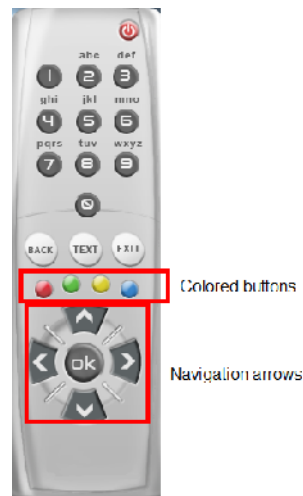 abc def
1 2 3
ghi jkl mno
4 5 6
pqrs tuv wxyz
7 8 9
0
BACK TEXT EXIT
Colored buttons
ok
Navigation arrows